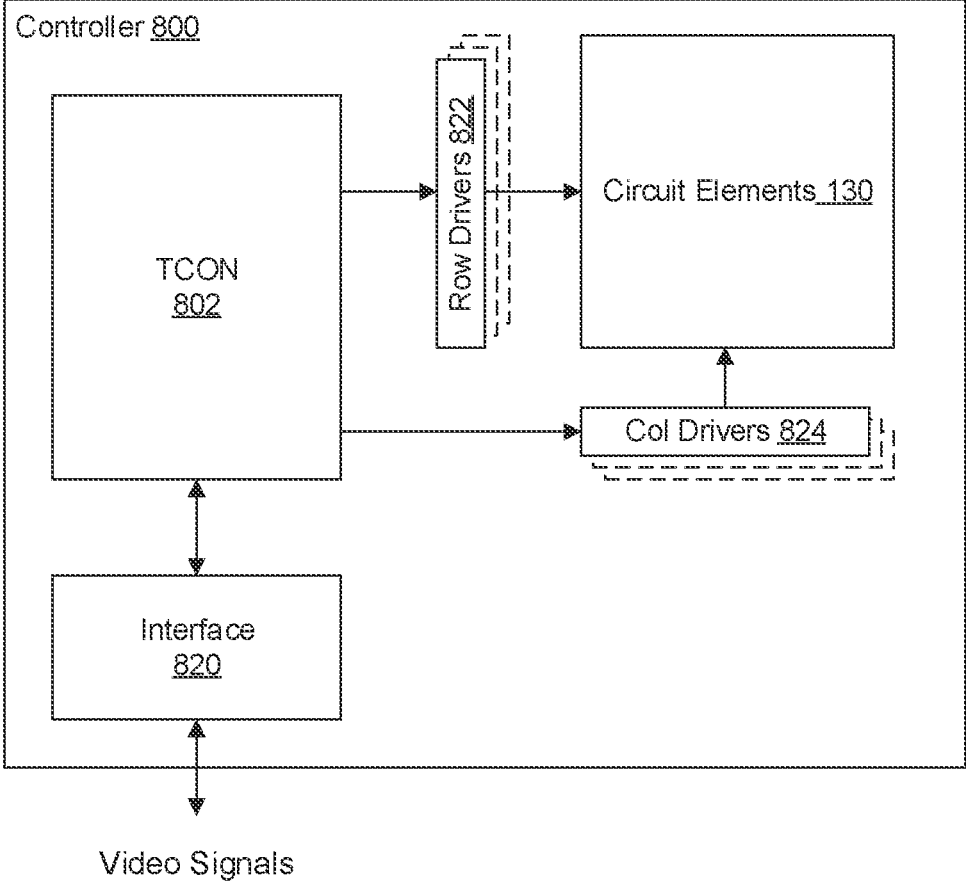 Controller 800
Row Drivers 822
Circuit Elements 130
TCON
802
Col Drivers 824
Interface
820
Video Signals